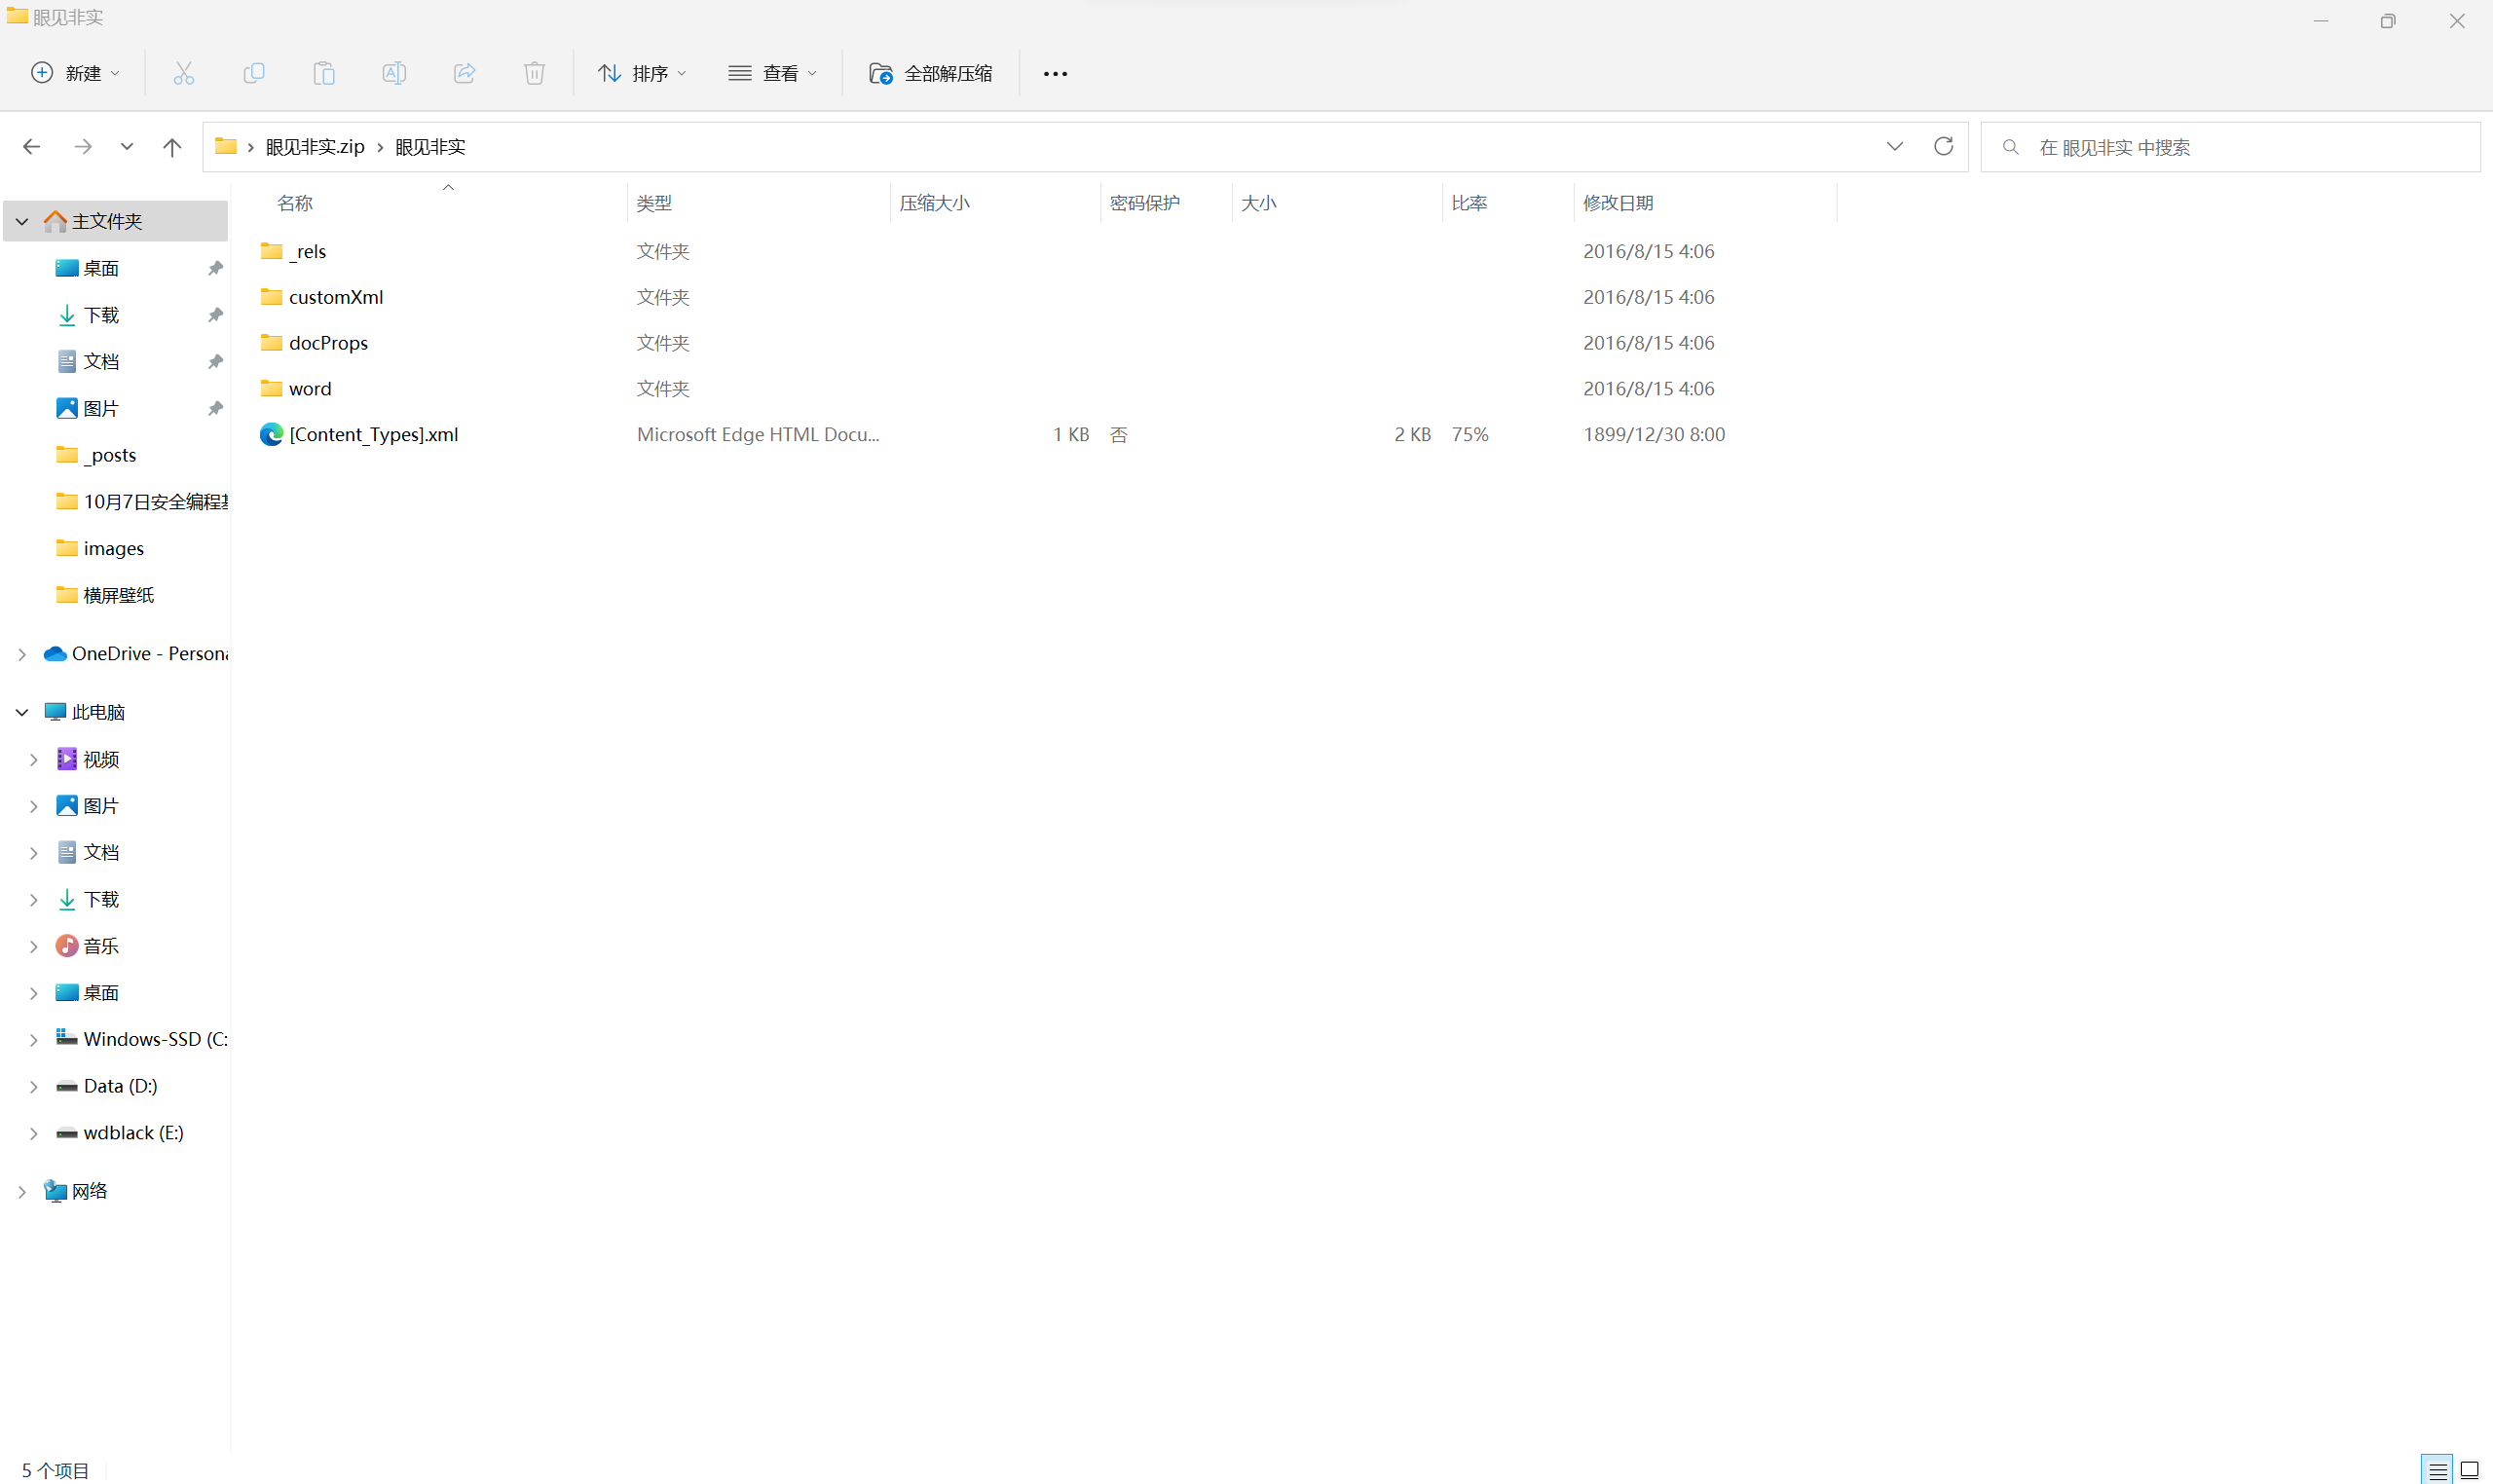 眼见非实
新建 排序 查看 全部解压缩
眼见非实.zip 眼见非实 在 眼见非实 中搜索
名称 类型 压缩大小 密码保护 大小 比率 修改日期
_rels 文件夹 2016/8/15 4:06
customXml 文件夹 2016/8/15 4:06
docProps 文件夹 2016/8/15 4:06
word 文件夹 2016/8/15 4:06
[Content_Types].xml Microsoft Edge HTML Docu... 1 KB 否 2 KB 75% 1899/12/30 8:00
主文件夹
桌面
下载
文档
图片
_posts
10月7日安全编程
images
横屏壁纸
OneDrive - Person
此电脑
视频
图片
文档
下载
音乐
桌面
Windows-SSD (C:
Data (D:)
wdblack (E:)
网络
5 个项目